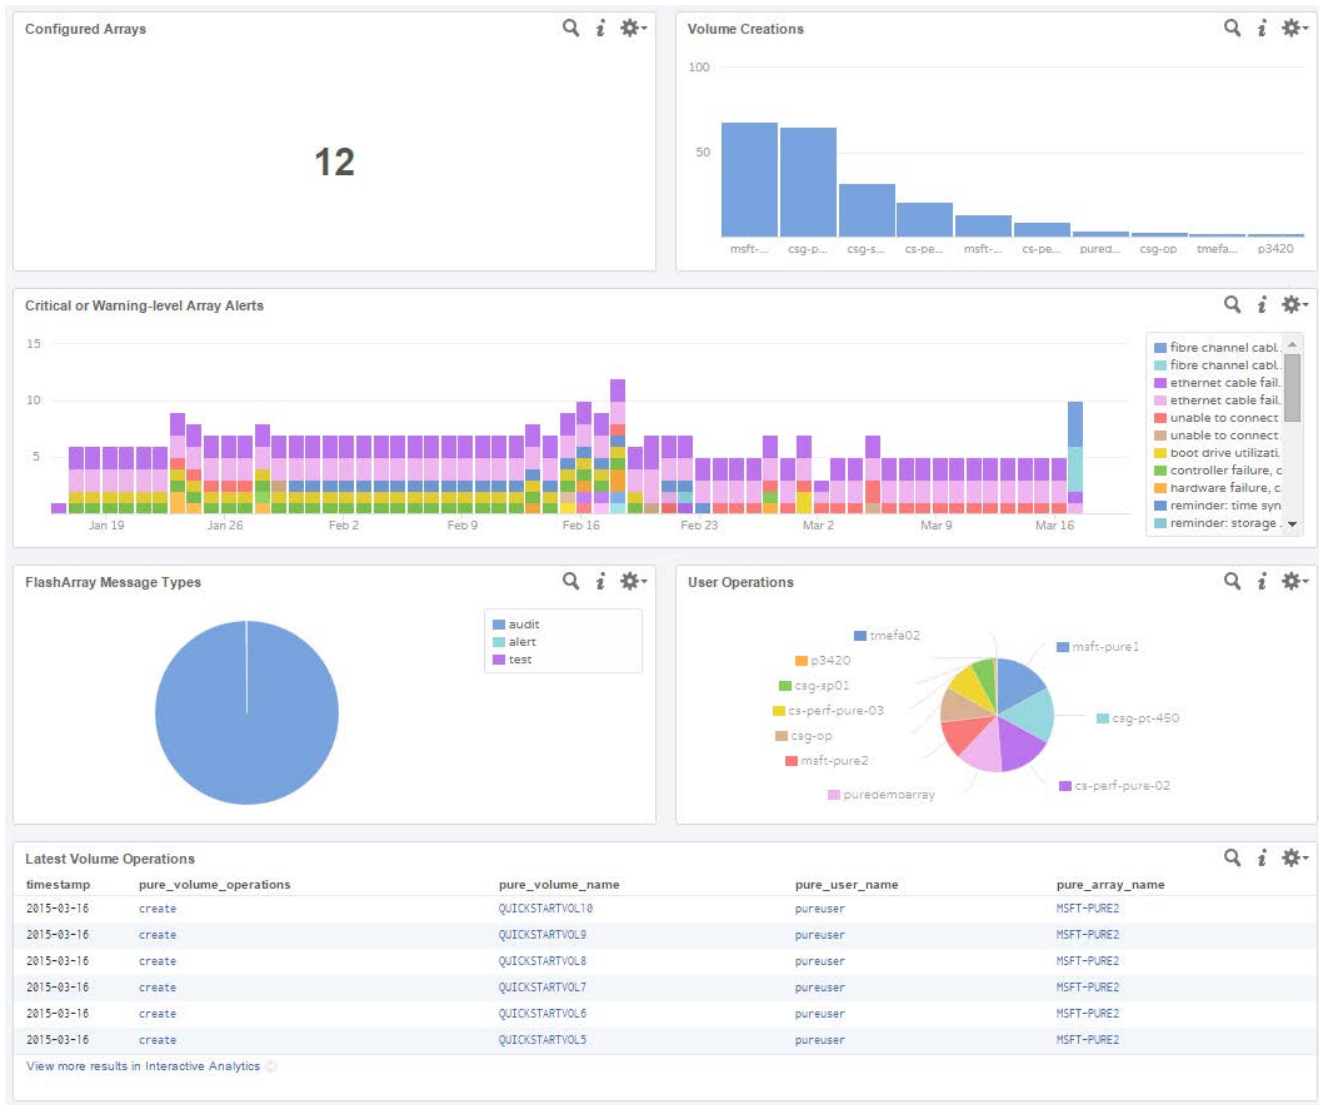 Configured Arrays
12
Volume Creations
100
50
msft-... csg-p... csg-s... cs-pe... msft-... cs-pe... pured... csg-op tmefa... p3420
Critical or Warning-level Array Alerts
15
10
5
Jan 19 Jan 26 Feb 2 Feb 9 Feb 16 Feb 23 Mar 2 Mar 9 Mar 16
fibre channel cabl..
fibre channel cabl..
ethernet cable fail..
ethernet cable fail..
unable to connect
unable to connect
boot drive utilizati..
controller failure, c
hardware failure, c..
reminder: time syn
reminder: storage .
FlashArray Message Types
audit
alert
test
User Operations
tmefa02
p3420
csg-sp01
cs-perf-pure-03
csg-op
msft-pure2
puredemoarray
msft-pure1
csg-pt-450
cs-perf-pure-02
Latest Volume Operations
timestamp pure_volume_operations pure_volume_name pure_user_name pure_array_name
2015-03-16 create QUICKSTARTVOL10 pureuser MSFT-PURE2
2015-03-16 create QUICKSTARTVOL9 pureuser MSFT-PURE2
2015-03-16 create QUICKSTARTVOL8 pureuser MSFT-PURE2
2015-03-16 create QUICKSTARTVOL7 pureuser MSFT-PURE2
2015-03-16 create QUICKSTARTVOL6 pureuser MSFT-PURE2
2015-03-16 create QUICKSTARTVOL5 pureuser MSFT-PURE2
View more results in Interactive Analytics